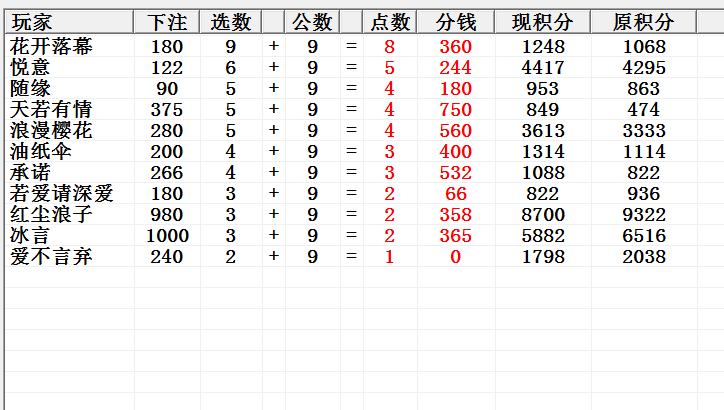 玩家 下注 选数 公数 点数 分钱 现积分 原积分
花开落幕 180 9 + 9 = 8 360 1248 1068
悦意 122 6 + 9 = 5 244 4417 4295
随缘 90 5 + 9 = 4 180 953 863
天若有情 375 5 + 9 = 4 750 849 474
浪漫樱花 280 5 + 9 = 4 560 3613 3333
油纸伞 200 4 + 9 = 3 400 1314 1114
承诺 266 4 + 9 = 3 532 1088 822
若爱请深爱 180 3 + 9 = 2 66 822 936
红尘浪子 980 3 + 9 = 2 358 8700 9322
冰言 1000 3 + 9 = 2 365 5882 6516
爱不言弃 240 2 + 9 = 1 0 1798 2038